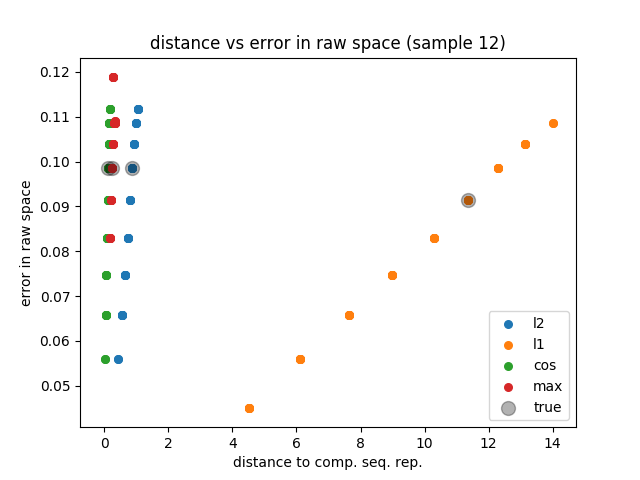 distance vs error in raw space (sample 12)
error in raw space
0.12
0.11
0.10
0.09
0.08
0.07
0.06
0.05
0 2 4 6 8 10 12 14
distance to comp. seq. rep.
l2
l1
cos
max
true